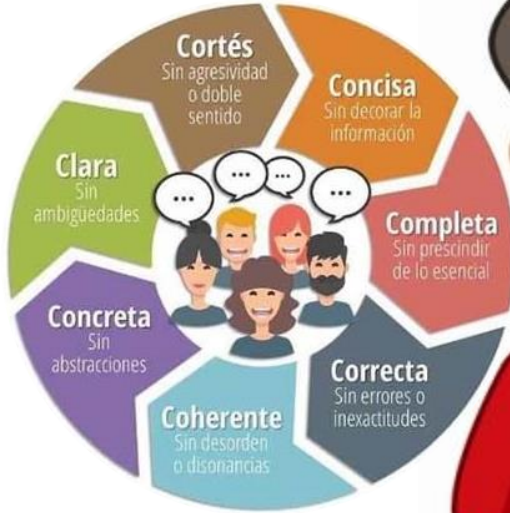 Cortés
Sin agresividad
o doble
sentido
Concisa
Sin decorar la
información
Completa
Sin prescindir
de lo esencial
Correcta
Sin errores o
inexactitudes
Coherente
Sin desorden
o disonancias
Concreta
Sin
abstracciones
Clara
Sin
ambigüedades
...
...
...
...